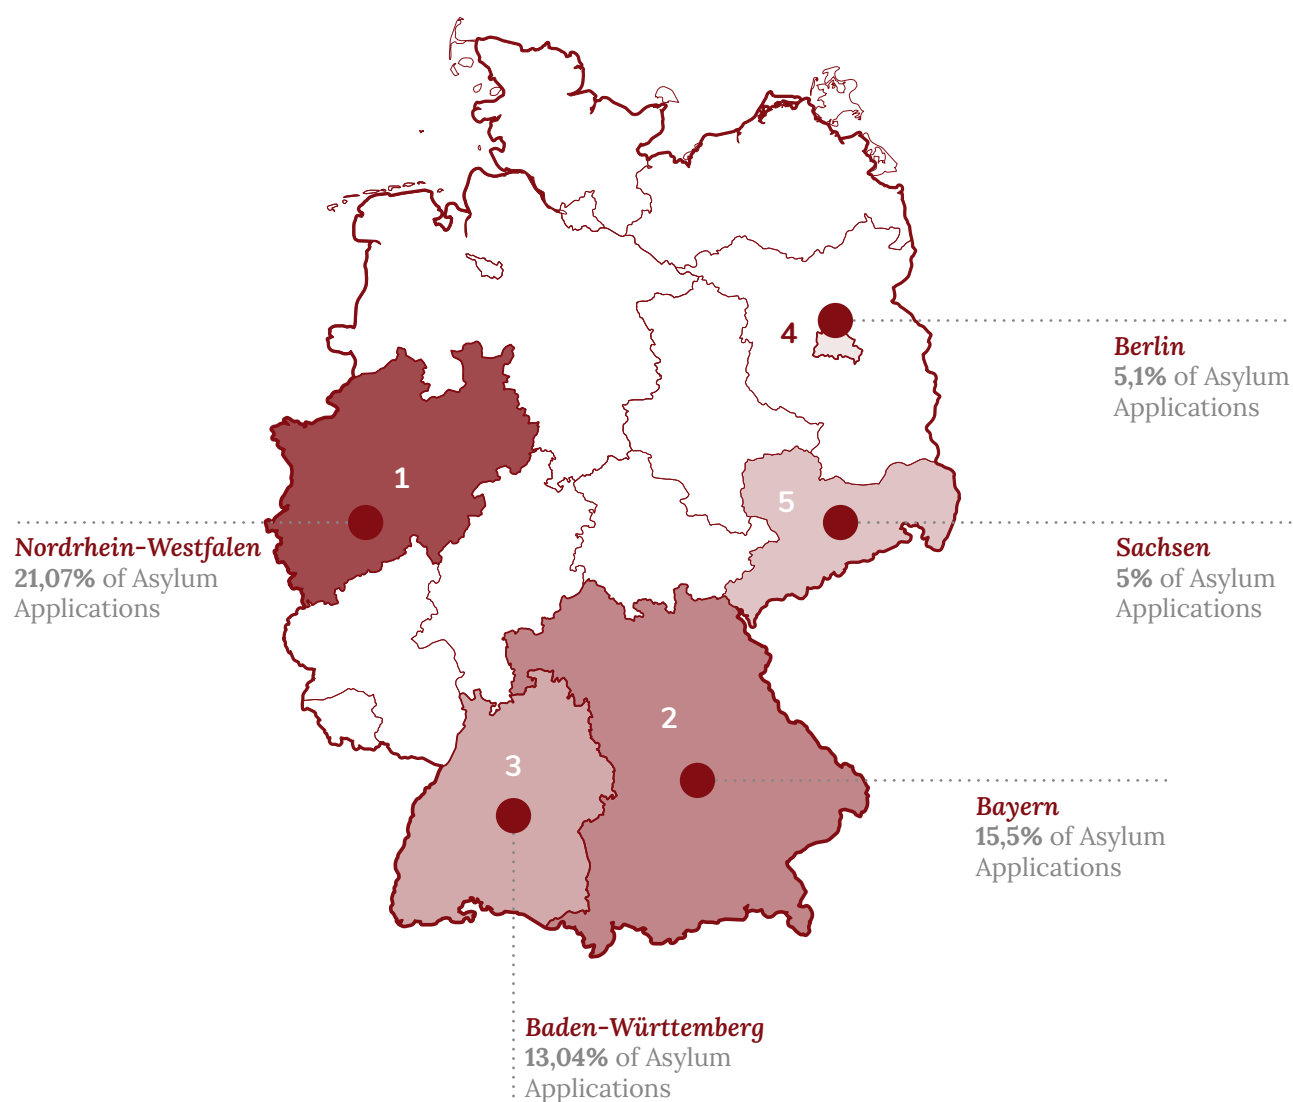 4
Berlin
5,1% of Asylum
Applications
1
5
Nordrhein-Westfalen
21,07% of Asylum
Applications
Sachsen
5% of Asylum
Applications
2
3
Bayern
15,5% of Asylum
Applications
Baden-Württemberg
13,04% of Asylum
Applications